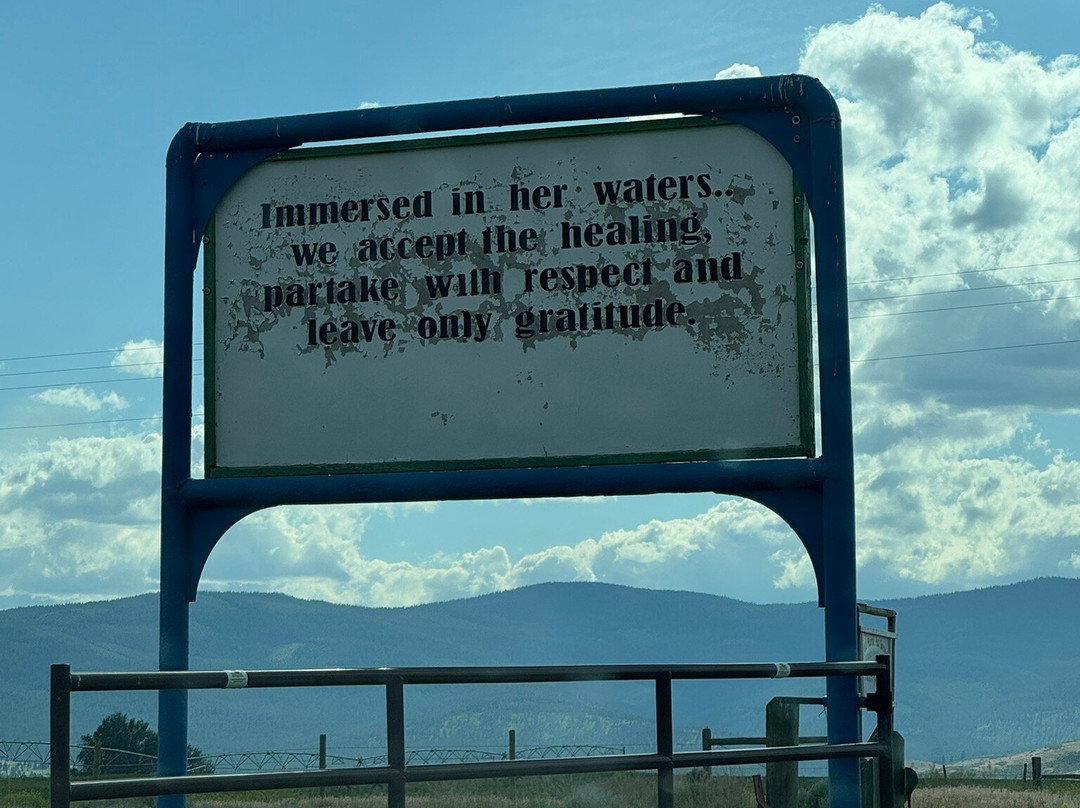 Immersed in her waters..
we accept the healing,
partake with respect and
leave only gratitude.